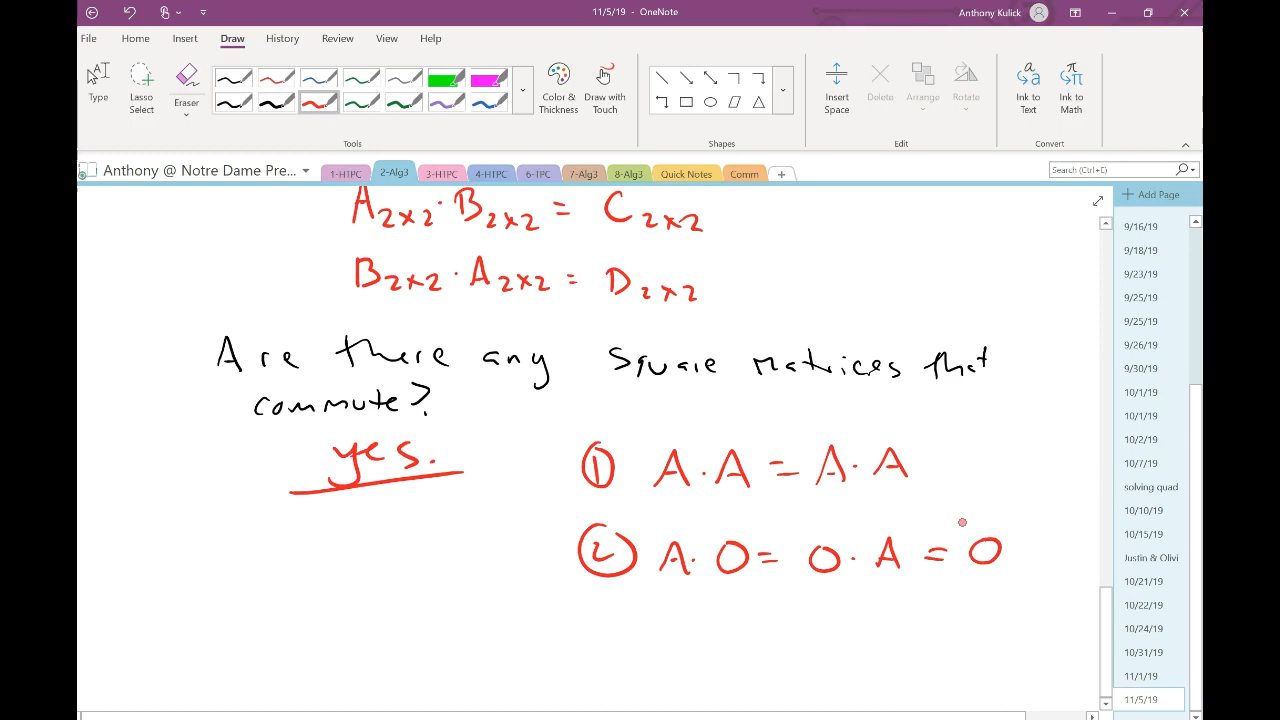 11/5/19 - OneNote
Anthony Kulick
File Home Insert Draw History Review View Help
Type
Lasso Select
Eraser
Color & Thickness
Draw with Touch
Insert Space
Delete
Arrange
Rotate
Ink to Text
Ink to Math
Tools
Shapes
Edit
Convert
Anthony @ Notre Dame Pre...
1-HTPC 2-Alg3 3-HTPC 4-HTPC 6-TPC 7-Alg3 8-Alg3 Quick Notes Comm +
Search (Ctrl+E)
A2x2 · B2x2 = C2x2
B2x2 · A2x2 = D2x2
Are there any square matrices that
commute?
yes.
① A · A = A · A
② A · O = O · A = O
Add Page
9/16/19
9/18/19
9/23/19
9/25/19
9/25/19
9/26/19
9/30/19
10/1/19
10/1/19
10/2/19
10/7/19
solving quad
10/10/19
10/15/19
Justin & Olivi
10/21/19
10/22/19
10/24/19
10/31/19
11/1/19
11/5/19